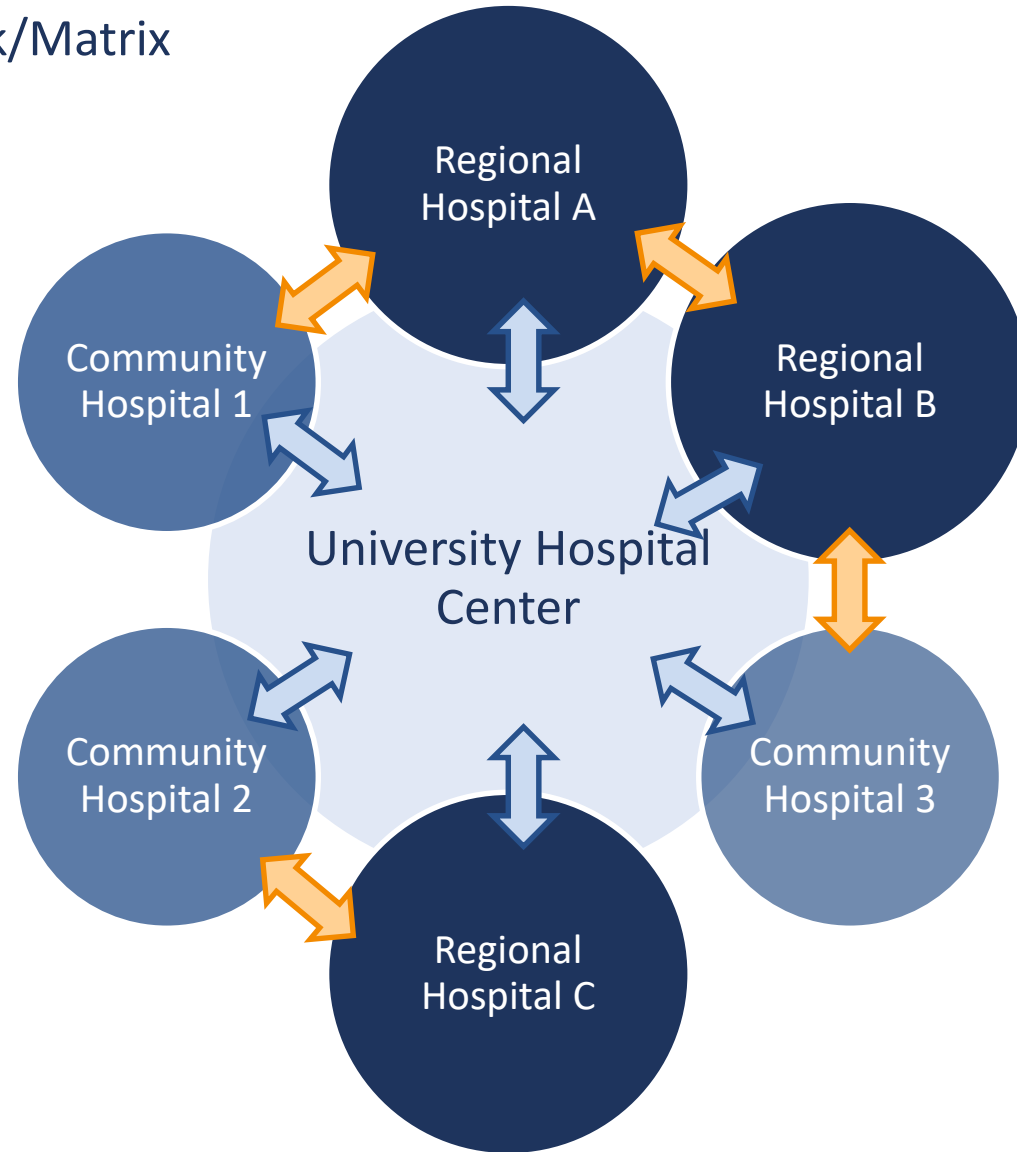 k/Matrix
Regional
Hospital A
Community
Hospital 1
Regional
Hospital B
University Hospital
Center
Community
Hospital 2
Community
Hospital 3
Regional
Hospital C